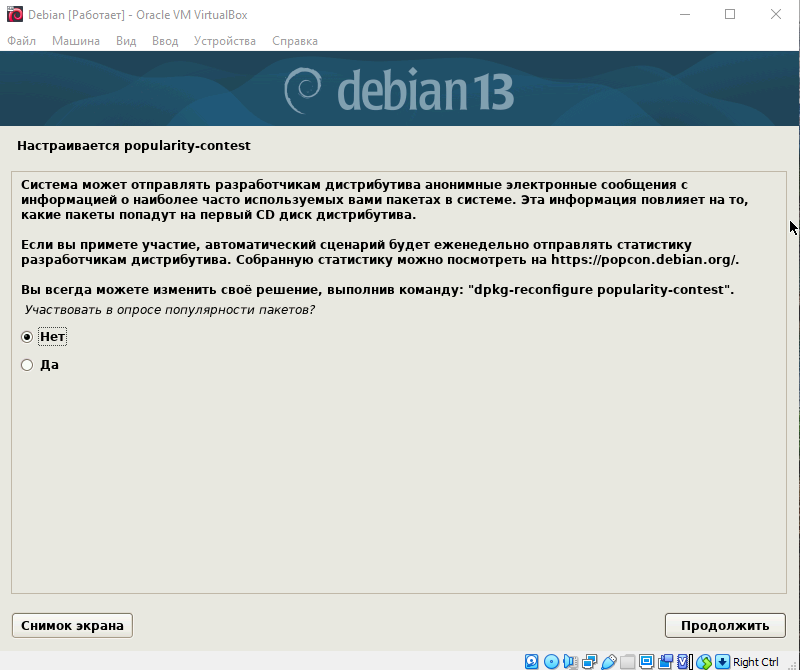 Debian [Работает] - Oracle VM VirtualBox
Файл Машина Вид Ввод Устройства Справка
debian 13
Настраивается popularity-contest
Система может отправлять разработчикам дистрибутива анонимные электронные сообщения с
информацией о наиболее часто используемых вами пакетах в системе. Эта информация повлияет на то,
какие пакеты попадут на первый CD диск дистрибутива.
Если вы примете участие, автоматический сценарий будет еженедельно отправлять статистику
разработчикам дистрибутива. Собранную статистику можно посмотреть на https://popcon.debian.org/.
Вы всегда можете изменить своё решение, выполнив команду: "dpkg-reconfigure popularity-contest".
Участвовать в опросе популярности пакетов?
Нет
Да
Снимок экрана Продолжить
Right Ctrl